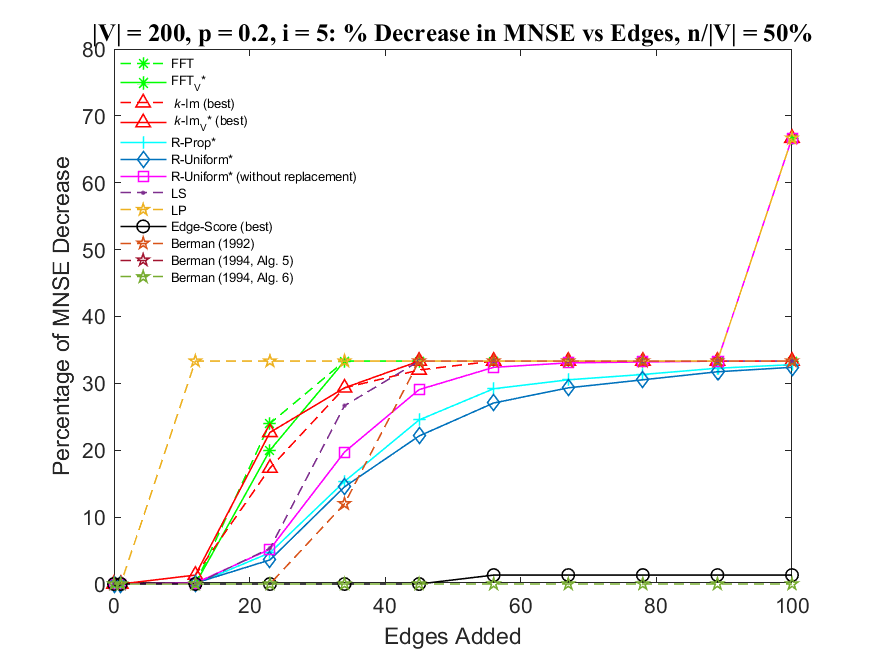 |V| = 200, p = 0.2, i = 5: % Decrease in MNSE vs Edges, n/|V| = 50%
Percentage of MNSE Decrease
80
70
60
50
40
30
20
10
0
FFT
FFT_V*
k-lm (best)
k-lm_V* (best)
R-Prop*
R-Uniform*
R-Uniform* (without replacement)
LS
LP
Edge-Score (best)
Berman (1992)
Berman (1994, Alg. 5)
Berman (1994, Alg. 6)
0 20 40 60 80 100
Edges Added